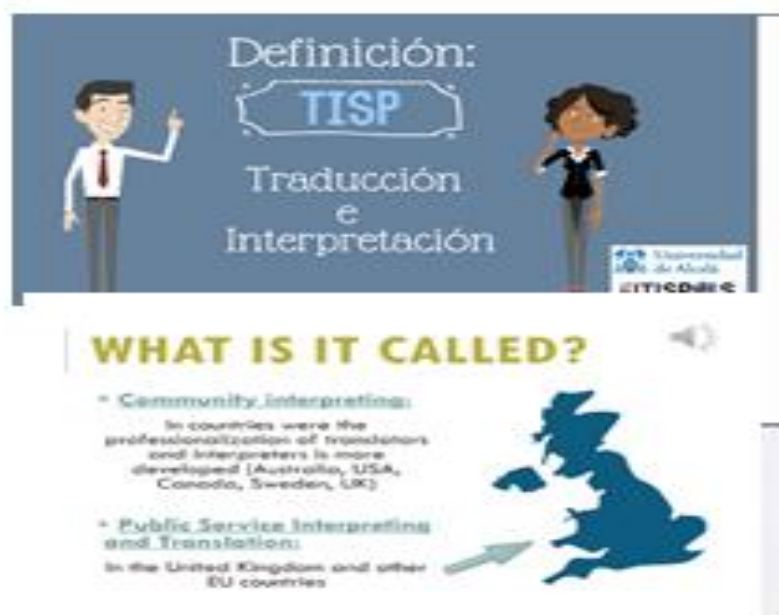 Definición:
TISP
Traducción
e
Interpretación
Universidad
de Alcalá
WHAT IS IT CALLED?
• Community interpreting:
In countries were the
professionalization of translators
and interpreters is more
developed (Australia, USA,
Canada, Sweden, UK)
• Public Service Interpreting
and Translation:
In the United Kingdom and other
EU countries